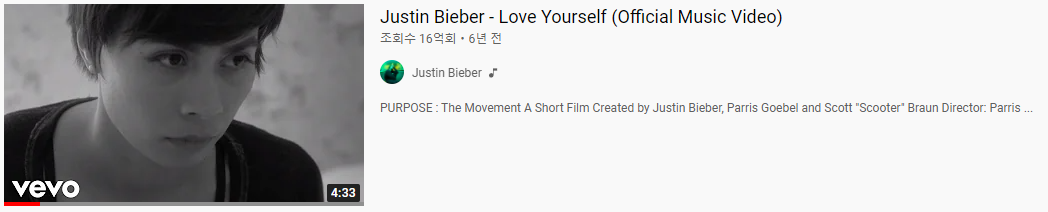 Justin Bieber - Love Yourself (Official Music Video)
조회수 16억회 • 6년 전
Justin Bieber
PURPOSE : The Movement A Short Film Created by Justin Bieber, Parris Goebel and Scott "Scooter" Braun Director: Parris ...
vevo
4:33